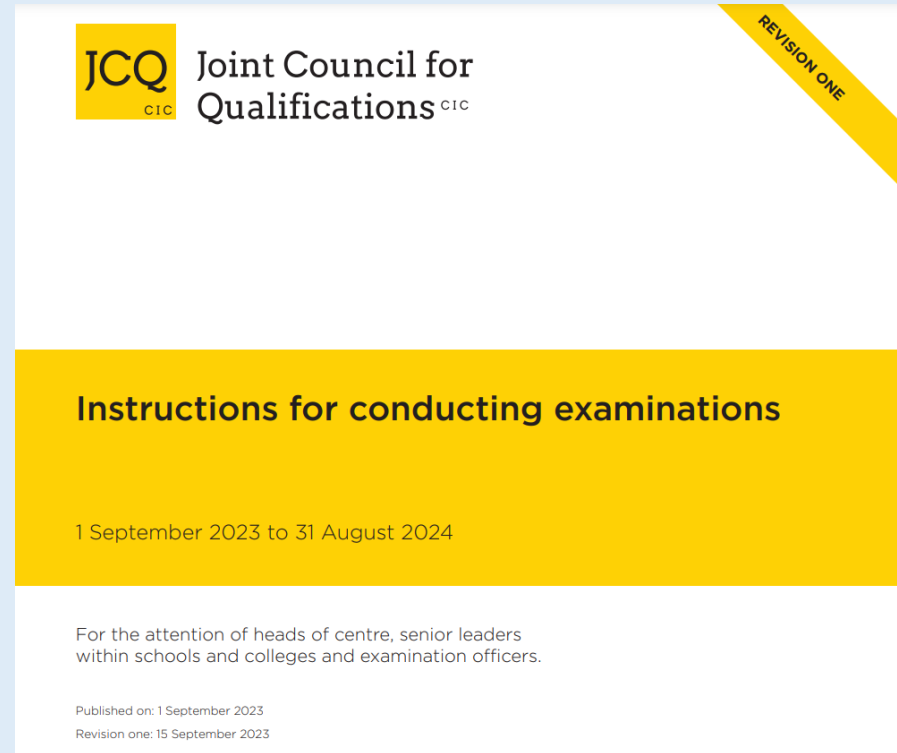 JCQ
CIC
Joint Council for
Qualifications CIC
REVISION ONE
Instructions for conducting examinations
1 September 2023 to 31 August 2024
For the attention of heads of centre, senior leaders
within schools and colleges and examination officers.
Published on: 1 September 2023
Revision one: 15 September 2023